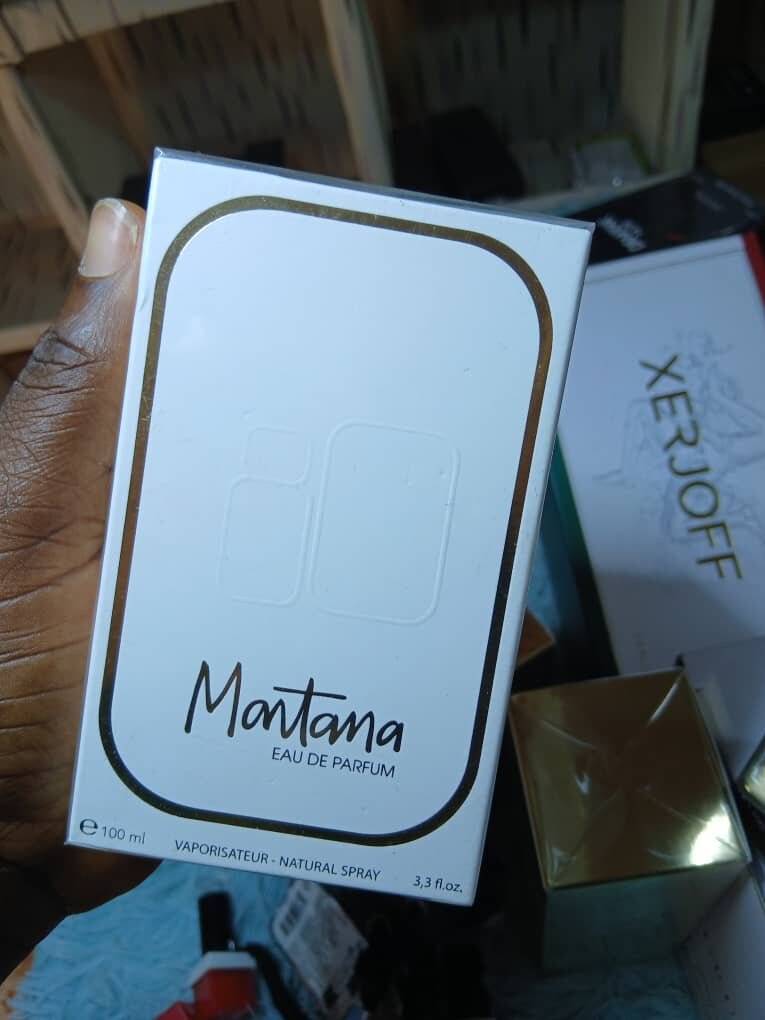 Montana
EAU DE PARFUM
e 100 ml
VAPORISATEUR - NATURAL SPRAY
3,3 fl.oz.
XERJOFF